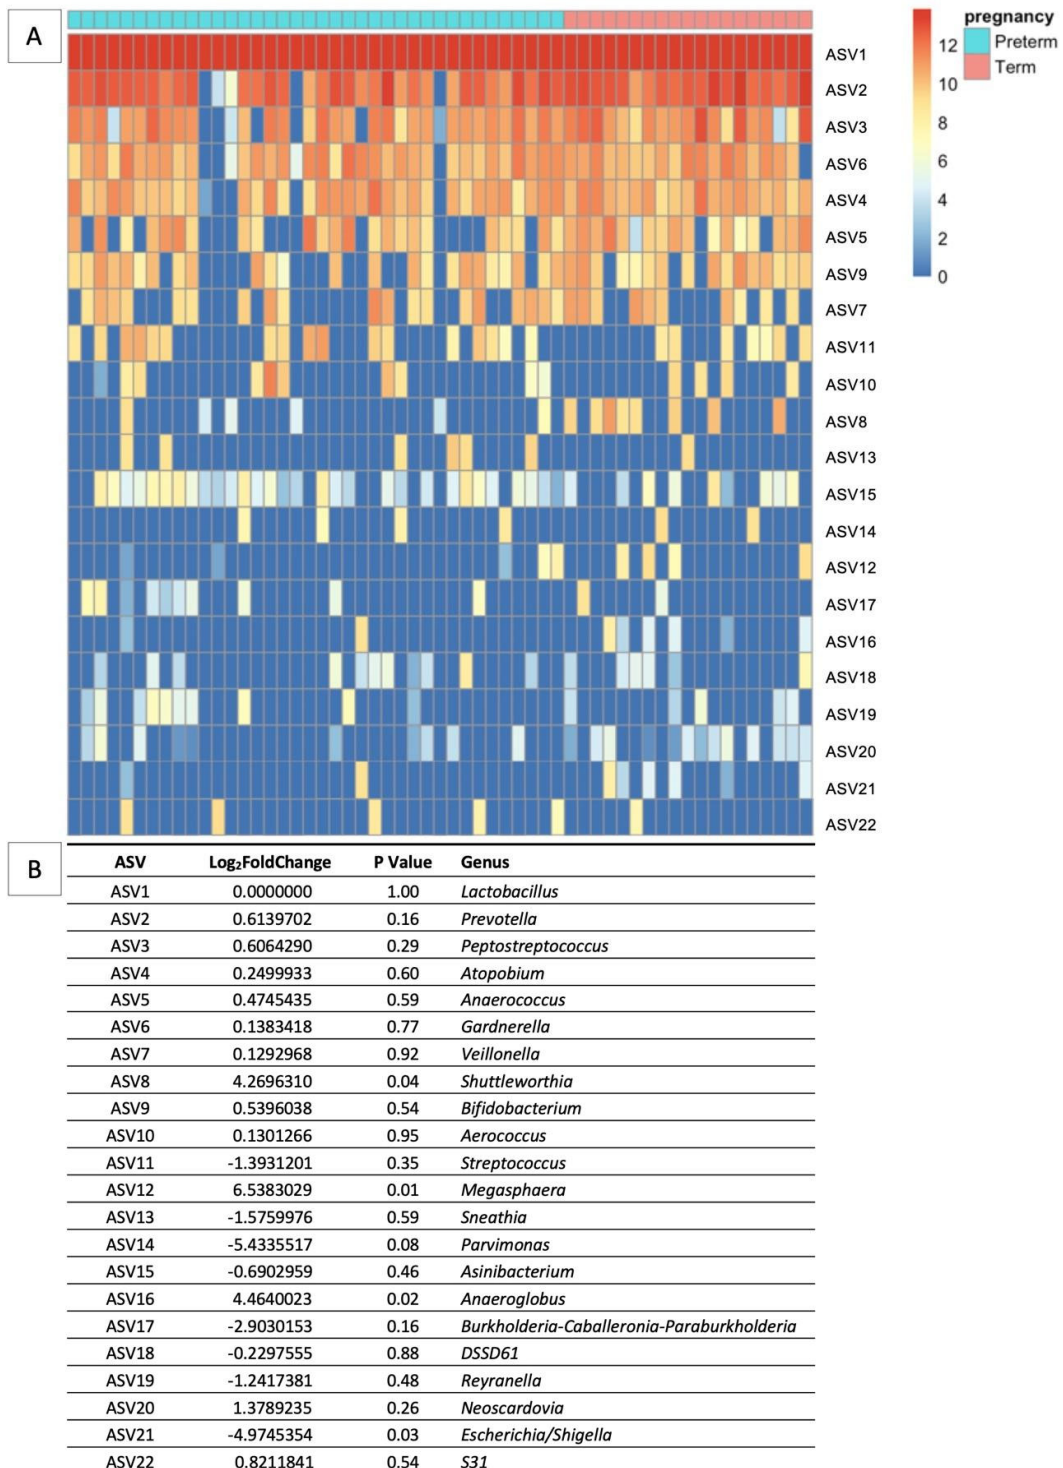 A
pregnancy
Preterm
Term
12
10
8
6
4
2
0
ASV1
ASV2
ASV3
ASV6
ASV4
ASV5
ASV9
ASV7
ASV11
ASV10
ASV8
ASV13
ASV15
ASV14
ASV12
ASV17
ASV16
ASV18
ASV19
ASV20
ASV21
ASV22
B
ASV Log₂FoldChange P Value Genus
ASV1 0.0000000 1.00 Lactobacillus
ASV2 0.6139702 0.16 Prevotella
ASV3 0.6064290 0.29 Peptostreptococcus
ASV4 0.2499933 0.60 Atopobium
ASV5 0.4745435 0.59 Anaerococcus
ASV6 0.1383418 0.77 Gardnerella
ASV7 0.1292968 0.92 Veillonella
ASV8 4.2696310 0.04 Shuttleworthia
ASV9 0.5396038 0.54 Bifidobacterium
ASV10 0.1301266 0.95 Aerococcus
ASV11 -1.3931201 0.35 Streptococcus
ASV12 6.5383029 0.01 Megasphaera
ASV13 -1.5759976 0.59 Sneathia
ASV14 -5.4335517 0.08 Parvimonas
ASV15 -0.6902959 0.46 Asinibacterium
ASV16 4.4640023 0.02 Anaeroglobus
ASV17 -2.9030153 0.16 Burkholderia-Caballeronia-Paraburkholderia
ASV18 -0.2297555 0.88 DSSD61
ASV19 -1.2417381 0.48 Reyranella
ASV20 1.3789235 0.26 Neoscardovia
ASV21 -4.9745354 0.03 Escherichia/Shigella
ASV22 0.8211841 0.54 S31